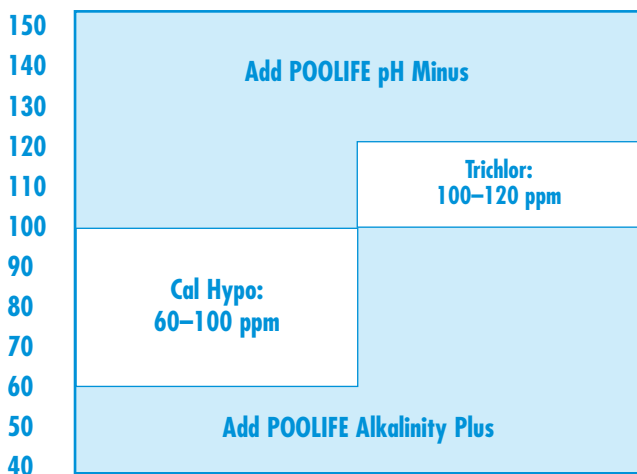 150
140
Add POOLIFE pH Minus
130
120
Trichlor:
110
100–120 ppm
100
90
Cal Hypo:
80
60–100 ppm
70
60
50
Add POOLIFE Alkalinity Plus
40